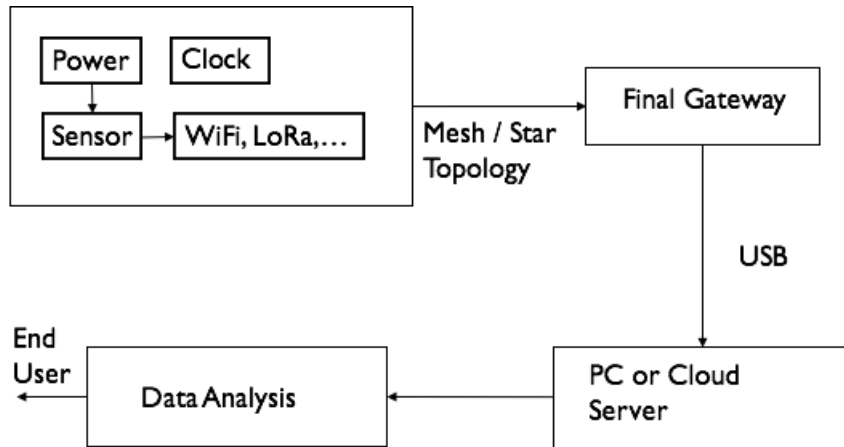 Power
Clock
Sensor
WiFi, LoRa,...
Mesh / Star
Topology
Final Gateway
USB
PC or Cloud
Server
Data Analysis
End
User